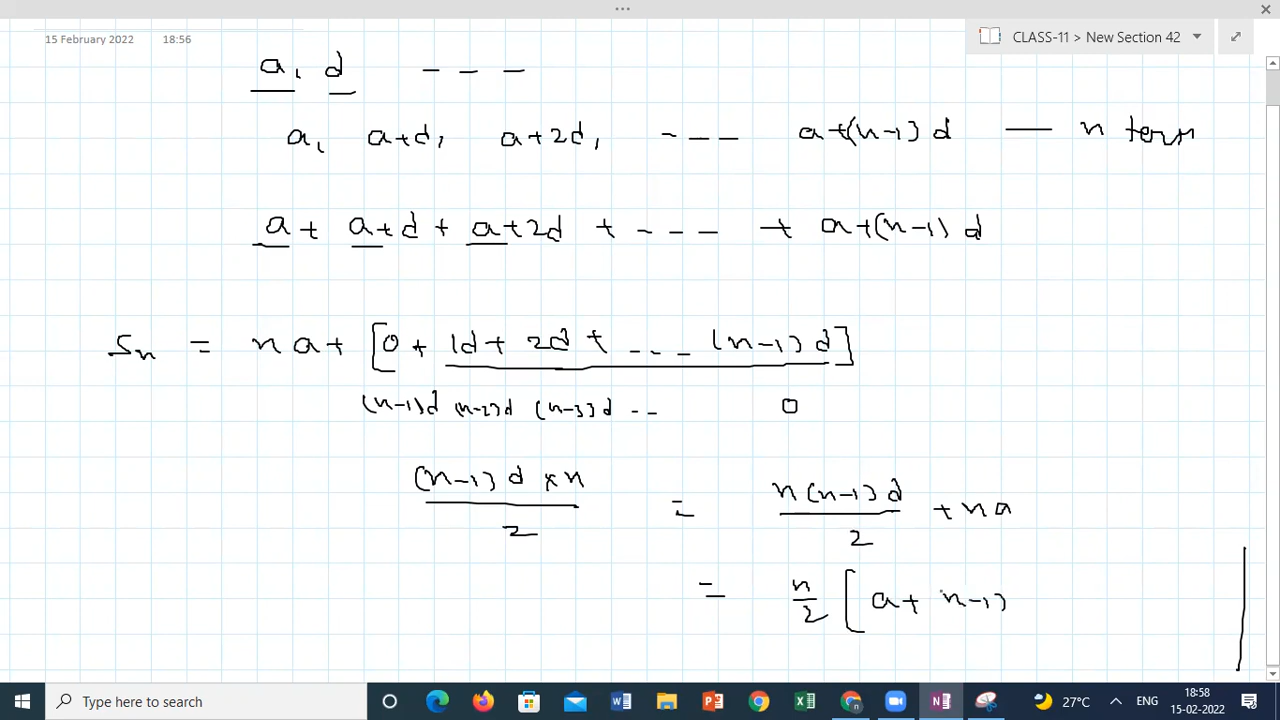 ...
15 February 2022 18:56
CLASS-11 > New Section 42
a, d - - -
a, a+d, a+2d, - - - a+(n-1) d — n term
a + a+d + a+2d + - - - + a+(n-1) d
Sn = n a + [0 + 1d + 2d + - - - (n-1) d]
(n-1)d (n-2)d (n-3)d - - 0
(n-1) d × n / 2 = n (n-1) d / 2 + n a
= n/2 [ a + n-1)
Type here to search
27°C
ENG
18:58
15-02-2022